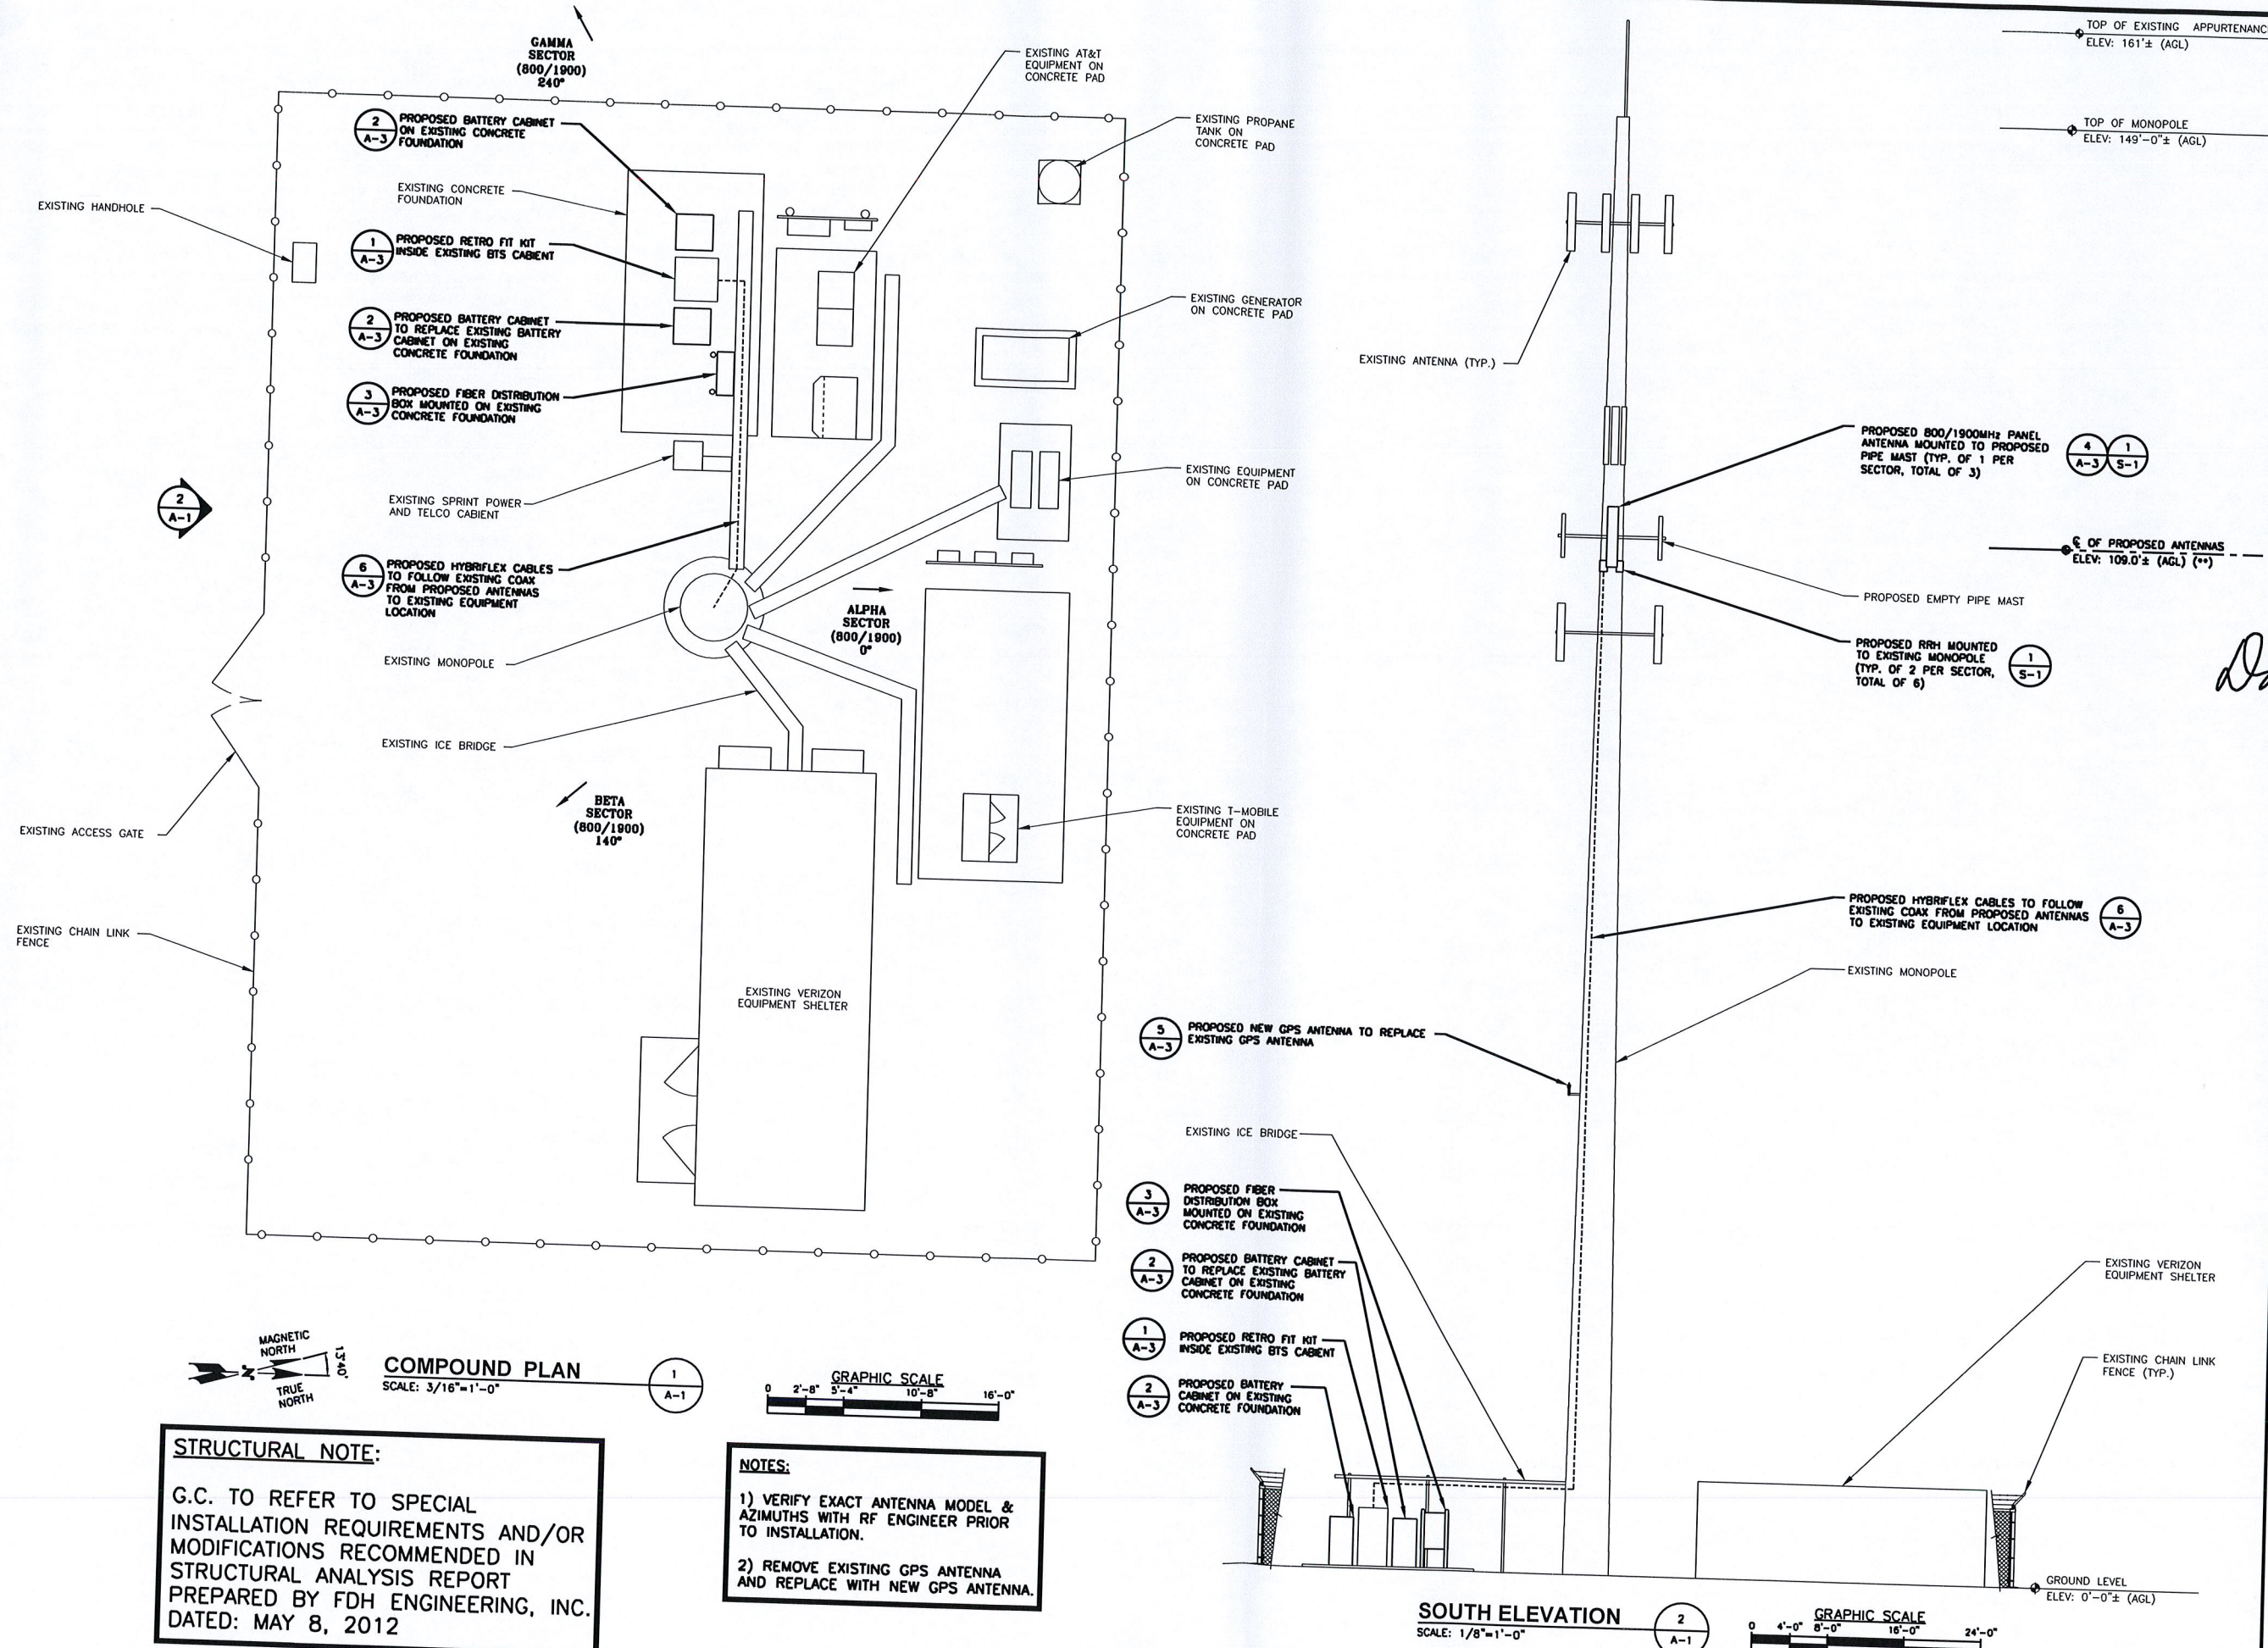 GAMMA
SECTOR
(800/1900)
240°
EXISTING AT&T
EQUIPMENT ON
CONCRETE PAD
2
A-3
PROPOSED BATTERY CABINET
ON EXISTING CONCRETE
FOUNDATION
EXISTING PROPANE
TANK ON
CONCRETE PAD
EXISTING CONCRETE
FOUNDATION
EXISTING HANDHOLE
1
A-3
PROPOSED RETRO FIT KIT
INSIDE EXISTING BTS CABIENT
2
A-3
PROPOSED BATTERY CABINET
TO REPLACE EXISTING BATTERY
CABINET ON EXISTING
CONCRETE FOUNDATION
EXISTING GENERATOR
ON CONCRETE PAD
3
A-3
PROPOSED FIBER DISTRIBUTION
BOX MOUNTED ON EXISTING
CONCRETE FOUNDATION
EXISTING EQUIPMENT
ON CONCRETE PAD
EXISTING SPRINT POWER
AND TELCO CABIENT
2
A-1
6
A-3
PROPOSED HYBRIFLEX CABLES
TO FOLLOW EXISTING COAX
FROM PROPOSED ANTENNAS
TO EXISTING EQUIPMENT
LOCATION
ALPHA
SECTOR
(800/1900)
0°
EXISTING MONOPOLE
EXISTING ICE BRIDGE
BETA
SECTOR
(800/1900)
140°
EXISTING T-MOBILE
EQUIPMENT ON
CONCRETE PAD
EXISTING ACCESS GATE
EXISTING CHAIN LINK
FENCE
EXISTING VERIZON
EQUIPMENT SHELTER
MAGNETIC
NORTH
13°40'
N
TRUE
NORTH
COMPOUND PLAN
SCALE: 3/16"=1'-0"
1
A-1
GRAPHIC SCALE
0 2'-8" 5'-4" 10'-8" 16'-0"
STRUCTURAL NOTE:
G.C. TO REFER TO SPECIAL
INSTALLATION REQUIREMENTS AND/OR
MODIFICATIONS RECOMMENDED IN
STRUCTURAL ANALYSIS REPORT
PREPARED BY FDH ENGINEERING, INC.
DATED: MAY 8, 2012
NOTES:
1) VERIFY EXACT ANTENNA MODEL &
AZIMUTHS WITH RF ENGINEER PRIOR
TO INSTALLATION.
2) REMOVE EXISTING GPS ANTENNA
AND REPLACE WITH NEW GPS ANTENNA.
TOP OF EXISTING APPURTENANC
ELEV: 161'± (AGL)
TOP OF MONOPOLE
ELEV: 149'-0"± (AGL)
EXISTING ANTENNA (TYP.)
PROPOSED 800/1900MHz PANEL
ANTENNA MOUNTED TO PROPOSED
PIPE MAST (TYP. OF 1 PER
SECTOR, TOTAL OF 3)
4
A-3
1
S-1
℄ OF PROPOSED ANTENNAS
ELEV: 109.0'± (AGL) (**)
PROPOSED EMPTY PIPE MAST
PROPOSED RRH MOUNTED
TO EXISTING MONOPOLE
(TYP. OF 2 PER SECTOR,
TOTAL OF 6)
1
S-1
PROPOSED HYBRIFLEX CABLES TO FOLLOW
EXISTING COAX FROM PROPOSED ANTENNAS
TO EXISTING EQUIPMENT LOCATION
6
A-3
EXISTING MONOPOLE
5
A-3
PROPOSED NEW GPS ANTENNA TO REPLACE
EXISTING GPS ANTENNA
EXISTING ICE BRIDGE
3
A-3
PROPOSED FIBER
DISTRIBUTION BOX
MOUNTED ON EXISTING
CONCRETE FOUNDATION
2
A-3
PROPOSED BATTERY CABINET
TO REPLACE EXISTING BATTERY
CABINET ON EXISTING
CONCRETE FOUNDATION
1
A-3
PROPOSED RETRO FIT KIT
INSIDE EXISTING BTS CABIENT
2
A-3
PROPOSED BATTERY
CABINET ON EXISTING
CONCRETE FOUNDATION
EXISTING VERIZON
EQUIPMENT SHELTER
EXISTING CHAIN LINK
FENCE (TYP.)
GROUND LEVEL
ELEV: 0'-0"± (AGL)
SOUTH ELEVATION
SCALE: 1/8"=1'-0"
2
A-1
GRAPHIC SCALE
0 4'-0" 8'-0" 16'-0" 24'-0"